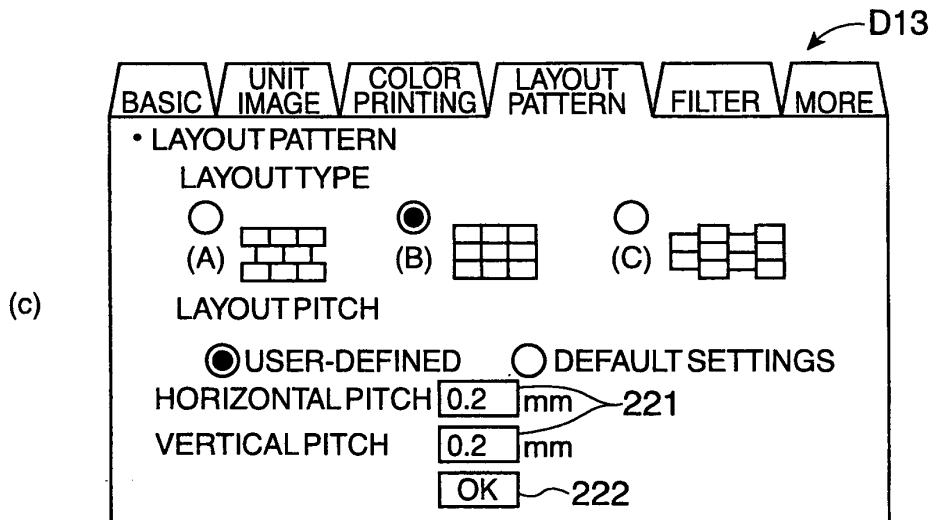 D13
BASIC UNIT IMAGE COLOR PRINTING LAYOUT PATTERN FILTER MORE
• LAYOUT PATTERN
LAYOUT TYPE
(A) (B) (C)
(c)
LAYOUT PITCH
USER-DEFINED DEFAULT SETTINGS
HORIZONTAL PITCH 0.2 mm 221
VERTICAL PITCH 0.2 mm
OK 222